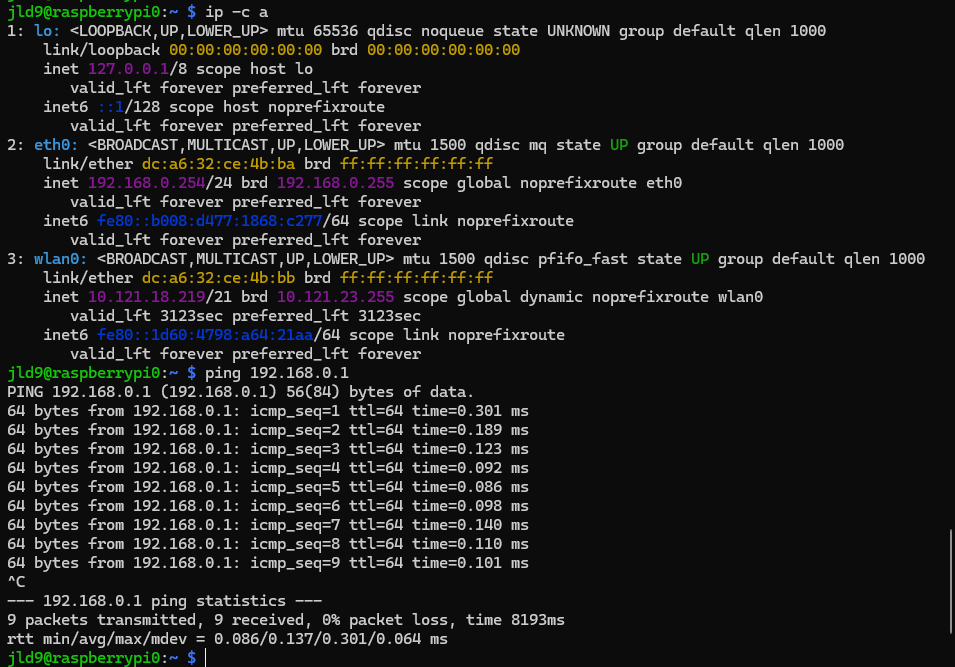 jld9@raspberrypi0:~ $ ip -c a
1: lo: <LOOPBACK,UP,LOWER_UP> mtu 65536 qdisc noqueue state UNKNOWN group default qlen 1000
    link/loopback 00:00:00:00:00:00 brd 00:00:00:00:00:00
    inet 127.0.0.1/8 scope host lo
       valid_lft forever preferred_lft forever
    inet6 ::1/128 scope host noprefixroute
       valid_lft forever preferred_lft forever
2: eth0: <BROADCAST,MULTICAST,UP,LOWER_UP> mtu 1500 qdisc mq state UP group default qlen 1000
    link/ether dc:a6:32:ce:4b:ba brd ff:ff:ff:ff:ff:ff
    inet 192.168.0.254/24 brd 192.168.0.255 scope global noprefixroute eth0
       valid_lft forever preferred_lft forever
    inet6 fe80::b008:d477:1868:c277/64 scope link noprefixroute
       valid_lft forever preferred_lft forever
3: wlan0: <BROADCAST,MULTICAST,UP,LOWER_UP> mtu 1500 qdisc pfifo_fast state UP group default qlen 1000
    link/ether dc:a6:32:ce:4b:bb brd ff:ff:ff:ff:ff:ff
    inet 10.121.18.219/21 brd 10.121.23.255 scope global dynamic noprefixroute wlan0
       valid_lft 3123sec preferred_lft 3123sec
    inet6 fe80::1d60:4798:a64:21aa/64 scope link noprefixroute
       valid_lft forever preferred_lft forever
jld9@raspberrypi0:~ $ ping 192.168.0.1
PING 192.168.0.1 (192.168.0.1) 56(84) bytes of data.
64 bytes from 192.168.0.1: icmp_seq=1 ttl=64 time=0.301 ms
64 bytes from 192.168.0.1: icmp_seq=2 ttl=64 time=0.189 ms
64 bytes from 192.168.0.1: icmp_seq=3 ttl=64 time=0.123 ms
64 bytes from 192.168.0.1: icmp_seq=4 ttl=64 time=0.092 ms
64 bytes from 192.168.0.1: icmp_seq=5 ttl=64 time=0.086 ms
64 bytes from 192.168.0.1: icmp_seq=6 ttl=64 time=0.098 ms
64 bytes from 192.168.0.1: icmp_seq=7 ttl=64 time=0.140 ms
64 bytes from 192.168.0.1: icmp_seq=8 ttl=64 time=0.110 ms
64 bytes from 192.168.0.1: icmp_seq=9 ttl=64 time=0.101 ms
^C
--- 192.168.0.1 ping statistics ---
9 packets transmitted, 9 received, 0% packet loss, time 8193ms
rtt min/avg/max/mdev = 0.086/0.137/0.301/0.064 ms
jld9@raspberrypi0:~ $